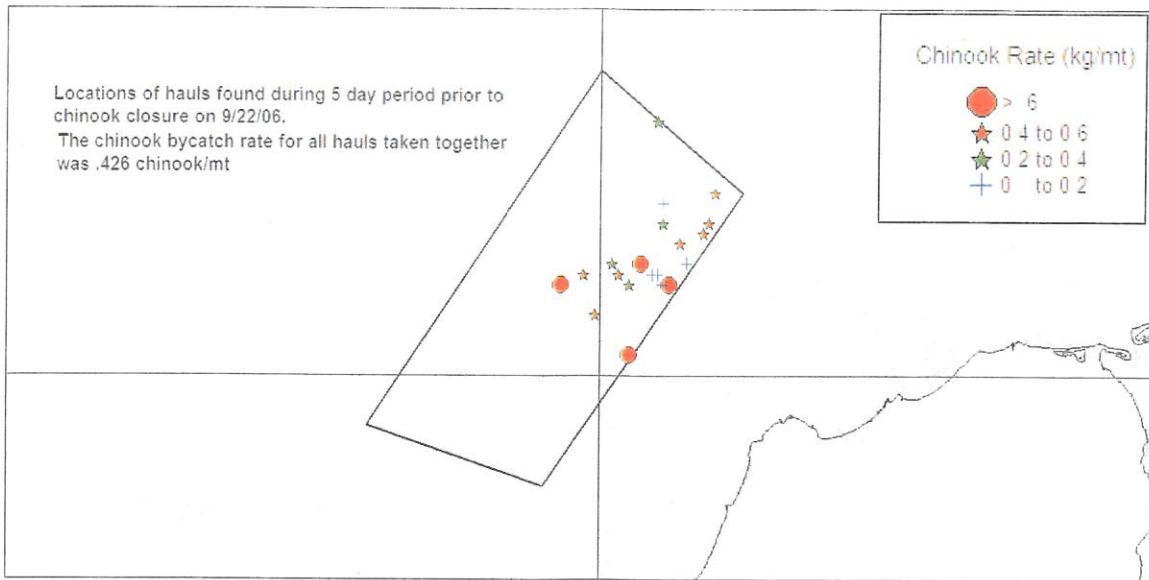 Locations of hauls found during 5 day period prior to
chinook closure on 9/22/06.
The chinook bycatch rate for all hauls taken together
was .426 chinook/mt
Chinook Rate (kg/mt)
> 6
0 4 to 0 6
0 2 to 0 4
0 to 0 2